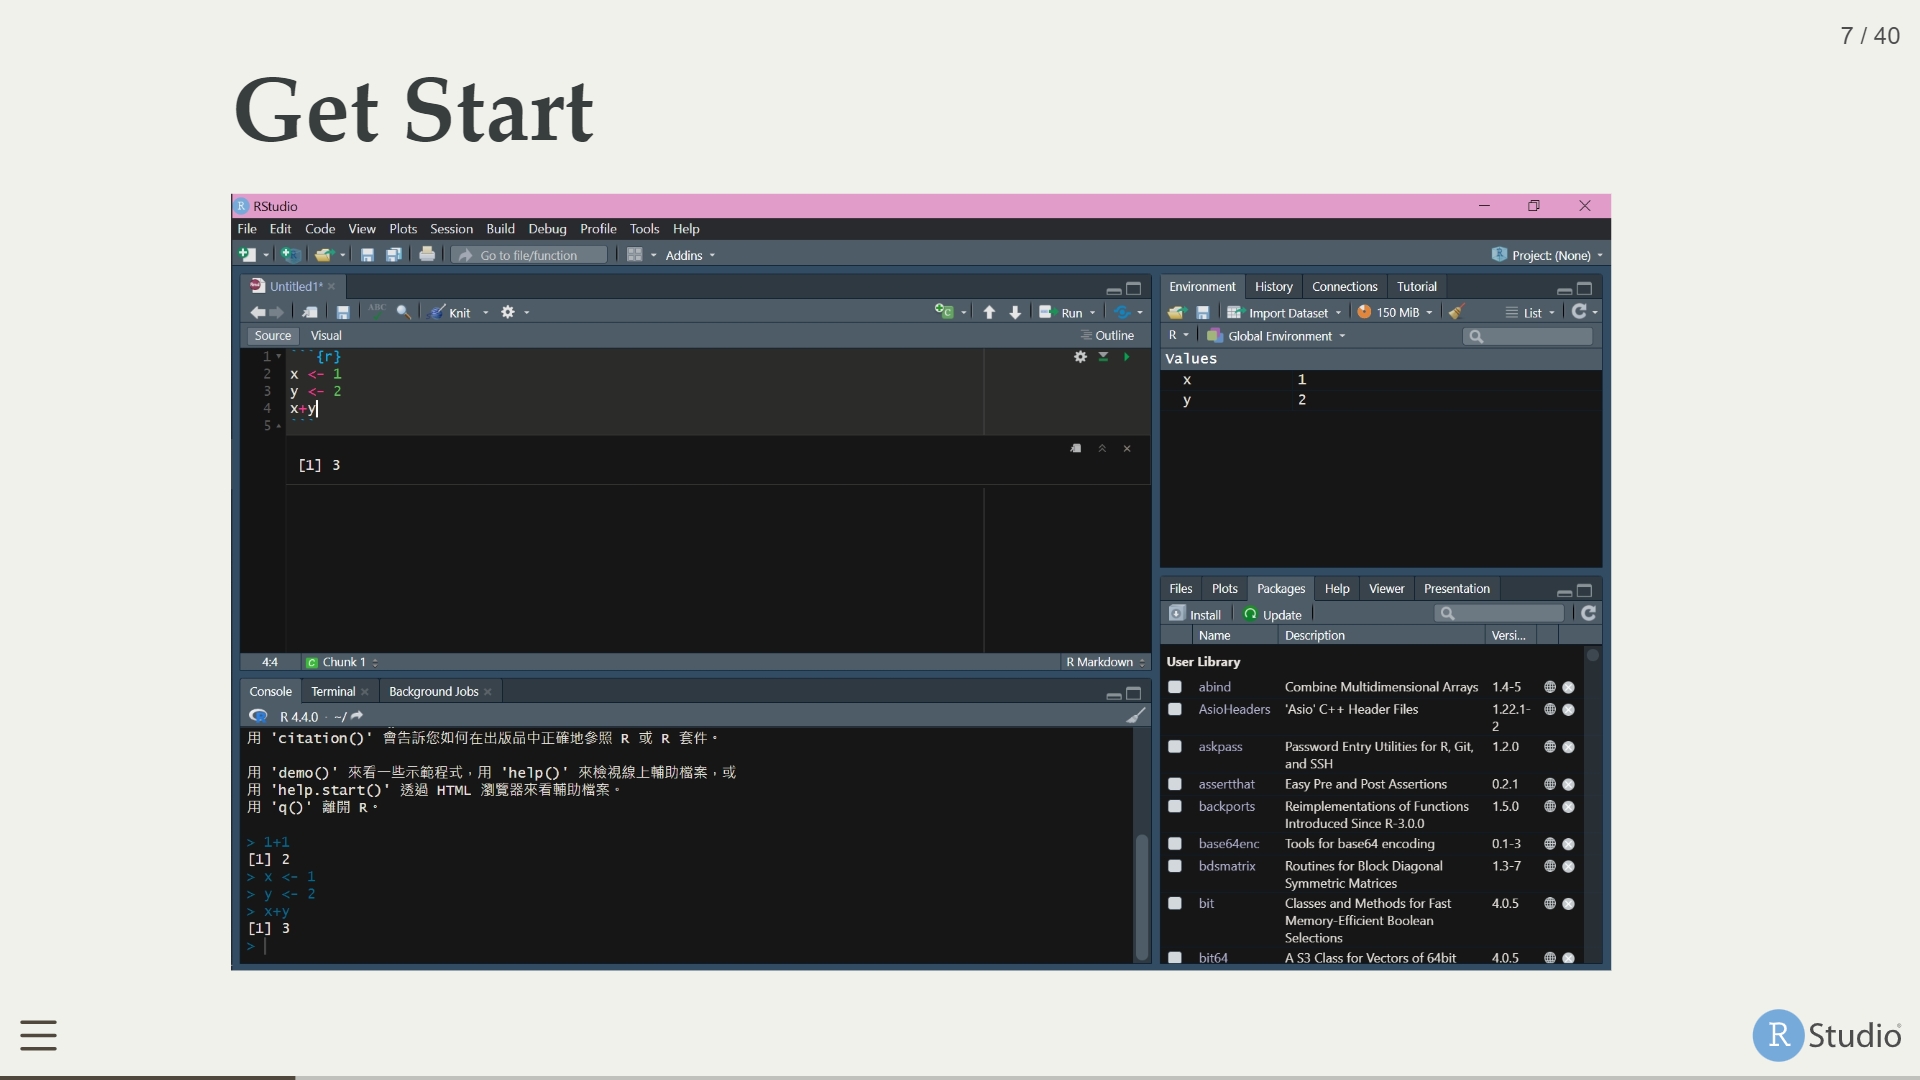 7 / 40
Get Start
R RStudio
File Edit Code View Plots Session Build Debug Profile Tools Help
Go to file/function Addins Project: (None)
Untitled1*
ABC Knit Run
Source Visual Outline
1 ```{r}
2 x <- 1
3 y <- 2
4 x+y
5 ```
[1] 3
4:4 C Chunk 1 R Markdown
Console Terminal Background Jobs
R 4.4.0 · ~/
用 'citation()' 會告訴您如何在出版品中正確地參照 R 或 R 套件。
用 'demo()' 來看一些示範程式，用 'help()' 來檢視線上輔助檔案，或
用 'help.start()' 透過 HTML 瀏覽器來看輔助檔案。
用 'q()' 離開 R。
> 1+1
[1] 2
> x <- 1
> y <- 2
> x+y
[1] 3
>
Environment History Connections Tutorial
Import Dataset 150 MiB List
R Global Environment
Values
x 1
y 2
Files Plots Packages Help Viewer Presentation
Install Update
Name Description Versi...
User Library
abind Combine Multidimensional Arrays 1.4-5
AsioHeaders 'Asio' C++ Header Files 1.22.1-
2
askpass Password Entry Utilities for R, Git, 1.2.0
and SSH
assertthat Easy Pre and Post Assertions 0.2.1
backports Reimplementations of Functions 1.5.0
Introduced Since R-3.0.0
base64enc Tools for base64 encoding 0.1-3
bdsmatrix Routines for Block Diagonal 1.3-7
Symmetric Matrices
bit Classes and Methods for Fast 4.0.5
Memory-Efficient Boolean
Selections
bit64 A S3 Class for Vectors of 64bit 4.0.5
R Studio